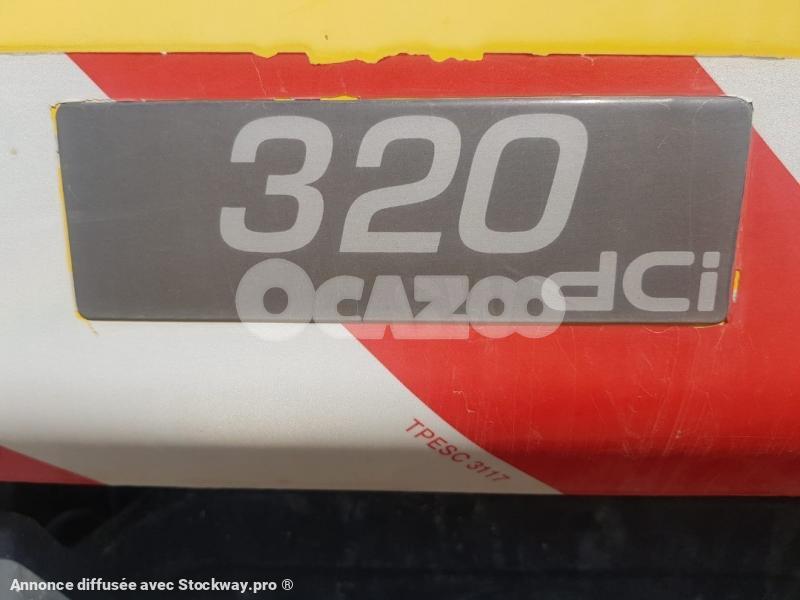 320
dCi
OCAZOO
TPESC 3117
Annonce diffusée avec Stockway.pro ®